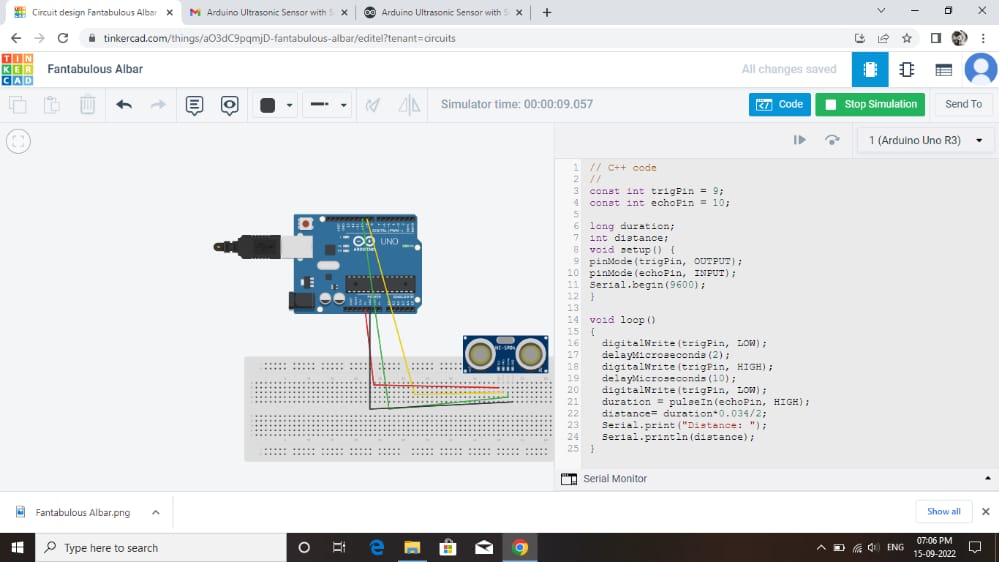 Circuit design Fantabulous Albar
Arduino Ultrasonic Sensor with S
Arduino Ultrasonic Sensor with S
tinkercad.com/things/aO3dC9pqmjD-fantabulous-albar/editel?tenant=circuits
TIN
KER
CAD
Fantabulous Albar
All changes saved
Simulator time: 00:00:09.057
Code
Stop Simulation
Send To
1 (Arduino Uno R3)
1 // C++ code
2 //
3 const int trigPin = 9;
4 const int echoPin = 10;
5
6 long duration;
7 int distance;
8 void setup() {
9 pinMode(trigPin, OUTPUT);
10 pinMode(echoPin, INPUT);
11 Serial.begin(9600);
12 }
13
14 void loop()
15 {
16 digitalWrite(trigPin, LOW);
17 delayMicroseconds(2);
18 digitalWrite(trigPin, HIGH);
19 delayMicroseconds(10);
20 digitalWrite(trigPin, LOW);
21 duration = pulseIn(echoPin, HIGH);
22 distance= duration*0.034/2;
23 Serial.print("Distance: ");
24 Serial.println(distance);
25 }
UNO
ARDUINO
HC-SR04
Serial Monitor
Fantabulous Albar.png
Show all
Type here to search
ENG
07:06 PM
15-09-2022